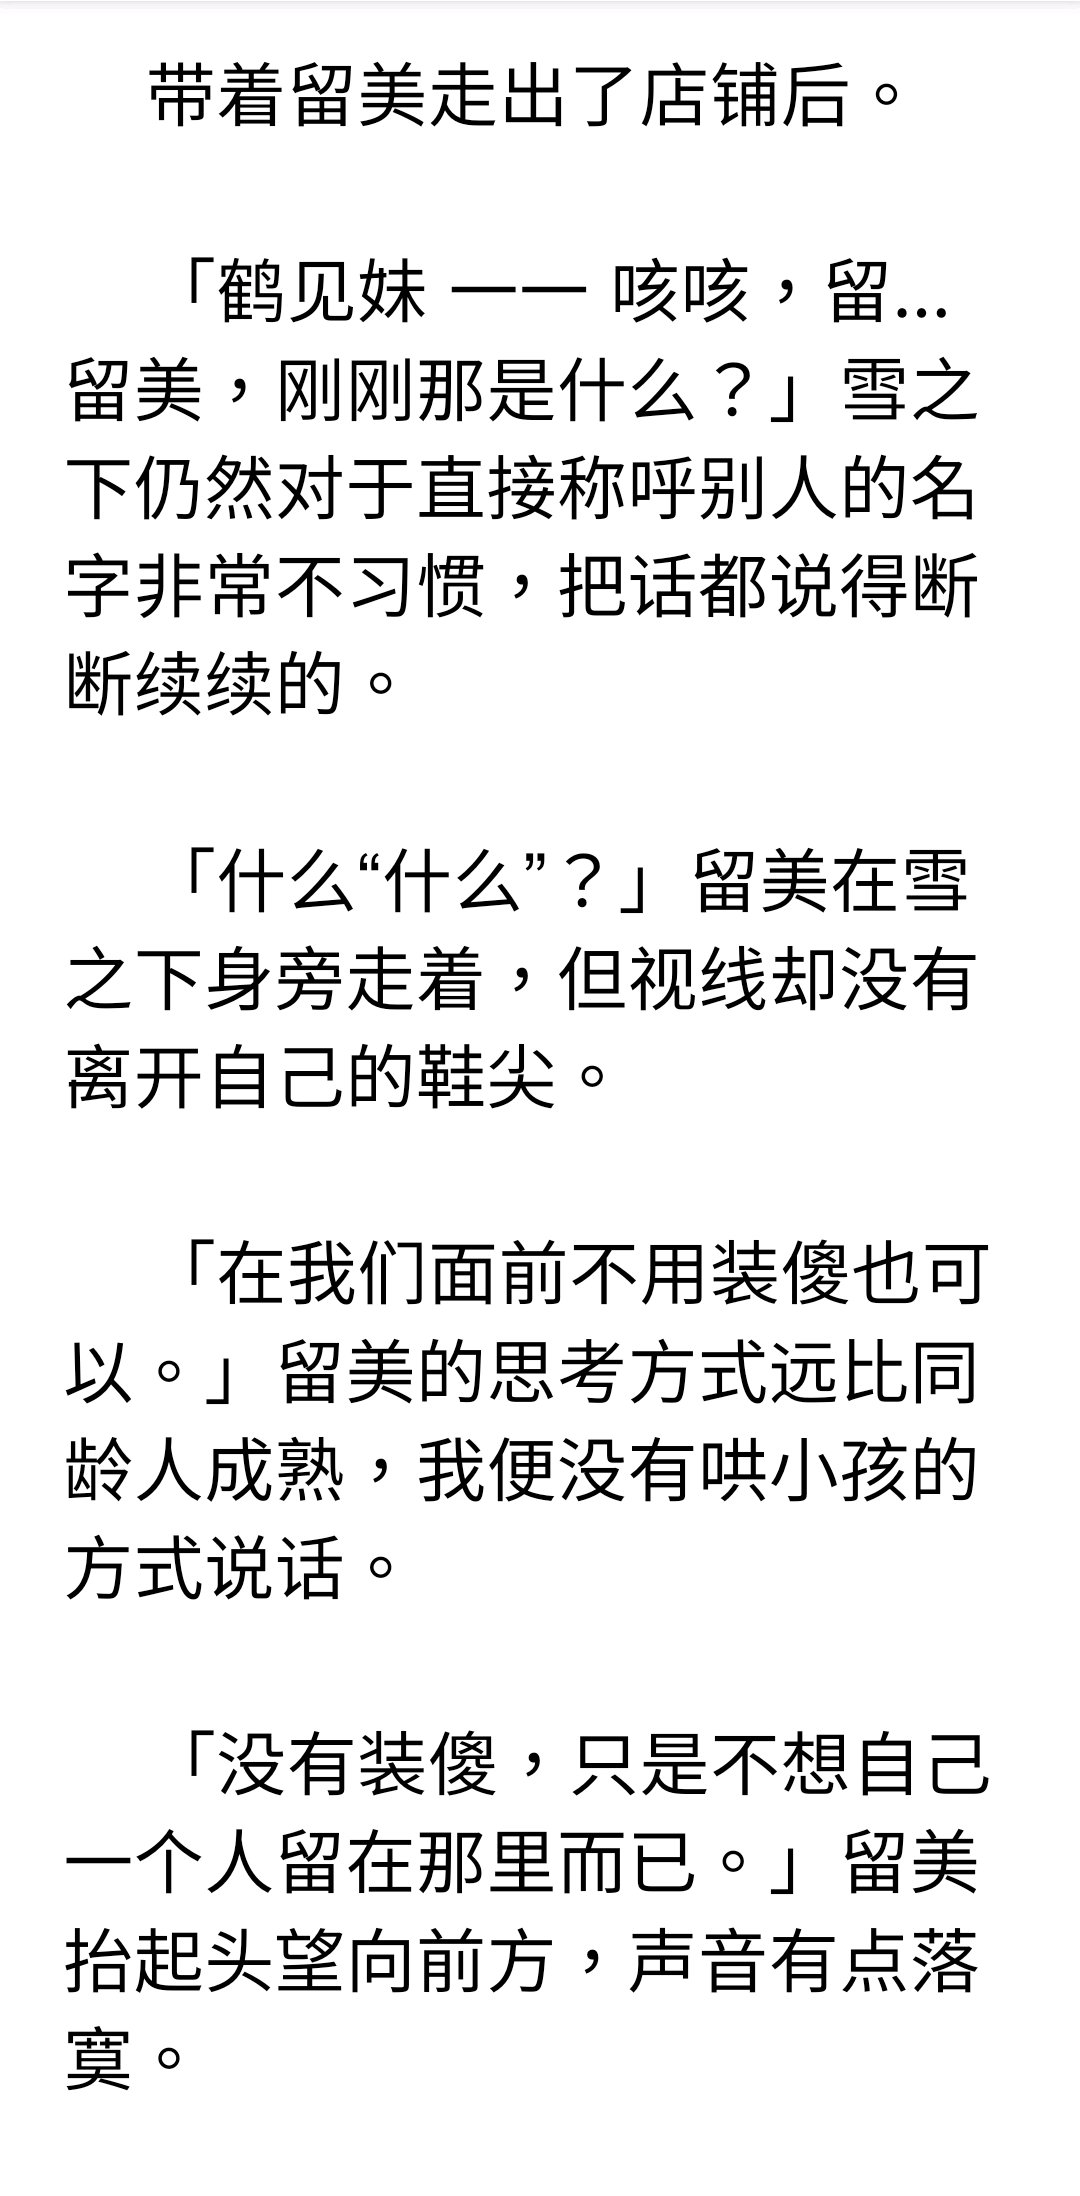 带着留美走出了店铺后。
「鹤见妹 一一 咳咳，留...
留美，刚刚那是什么？」雪之
下仍然对于直接称呼别人的名
字非常不习惯，把话都说得断
断续续的。
「什么“什么”？」留美在雪
之下身旁走着，但视线却没有
离开自己的鞋尖。
「在我们面前不用装傻也可
以。」留美的思考方式远比同
龄人成熟，我便没有哄小孩的
方式说话。
「没有装傻，只是不想自己
一个人留在那里而已。」留美
抬起头望向前方，声音有点落
寞。